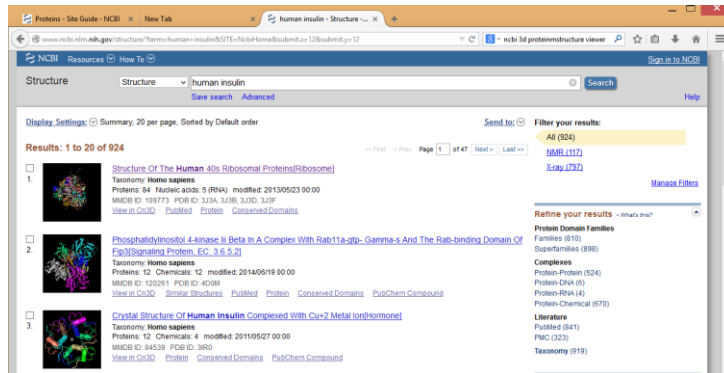 Proteins - Site Guide - NCBI × New Tab × human insulin - Structure -... × +
www.ncbi.nlm.nih.gov/structure/?term=human+insulin&SITE=NcbiHome&submit.x=12&submit.y=12
ncbi 3d proteinmstructure viewer
NCBI Resources How To Sign in to NCBI
Structure Structure human insulin Search
Save search Advanced Help
Display Settings: Summary, 20 per page, Sorted by Default order Send to:
Filter your results:
All (924)
NMR (117)
X-ray (797)
Manage Filters
Results: 1 to 20 of 924
<< First < Prev Page 1 of 47 Next > Last >>
1.
Structure Of The Human 40s Ribosomal Proteins[Ribosome]
Taxonomy: Homo sapiens
Proteins: 84 Nucleic acids: 5 (RNA) modified: 2013/05/23 00:00
MMDB ID: 109773 PDB ID: 3J3A, 3J3B, 3J3D, 3J3F
View in Cn3D PubMed Protein Conserved Domains
2.
Phosphatidylinositol 4-kinase Iii Beta In A Complex With Rab11a-gtp- Gamma-s And The Rab-binding Domain Of
Fip3[Signaling Protein, EC: 3.6.5.2]
Taxonomy: Homo sapiens
Proteins: 12 Chemicals: 12 modified: 2014/06/19 00:00
MMDB ID: 120261 PDB ID: 4D0M
View in Cn3D Similar Structures PubMed Protein Conserved Domains PubChem Compound
3.
Crystal Structure Of Human Insulin Complexed With Cu+2 Metal Ion[Hormone]
Taxonomy: Homo sapiens
Proteins: 12 Chemicals: 4 modified: 2011/05/27 00:00
MMDB ID: 84539 PDB ID: 3IR0
View in Cn3D Protein Conserved Domains PubChem Compound
Refine your results - What's this?
Protein Domain Families
Families (810)
Superfamilies (898)
Complexes
Protein-Protein (524)
Protein-DNA (6)
Protein-RNA (4)
Protein-Chemical (670)
Literature
PubMed (841)
PMC (323)
Taxonomy (919)